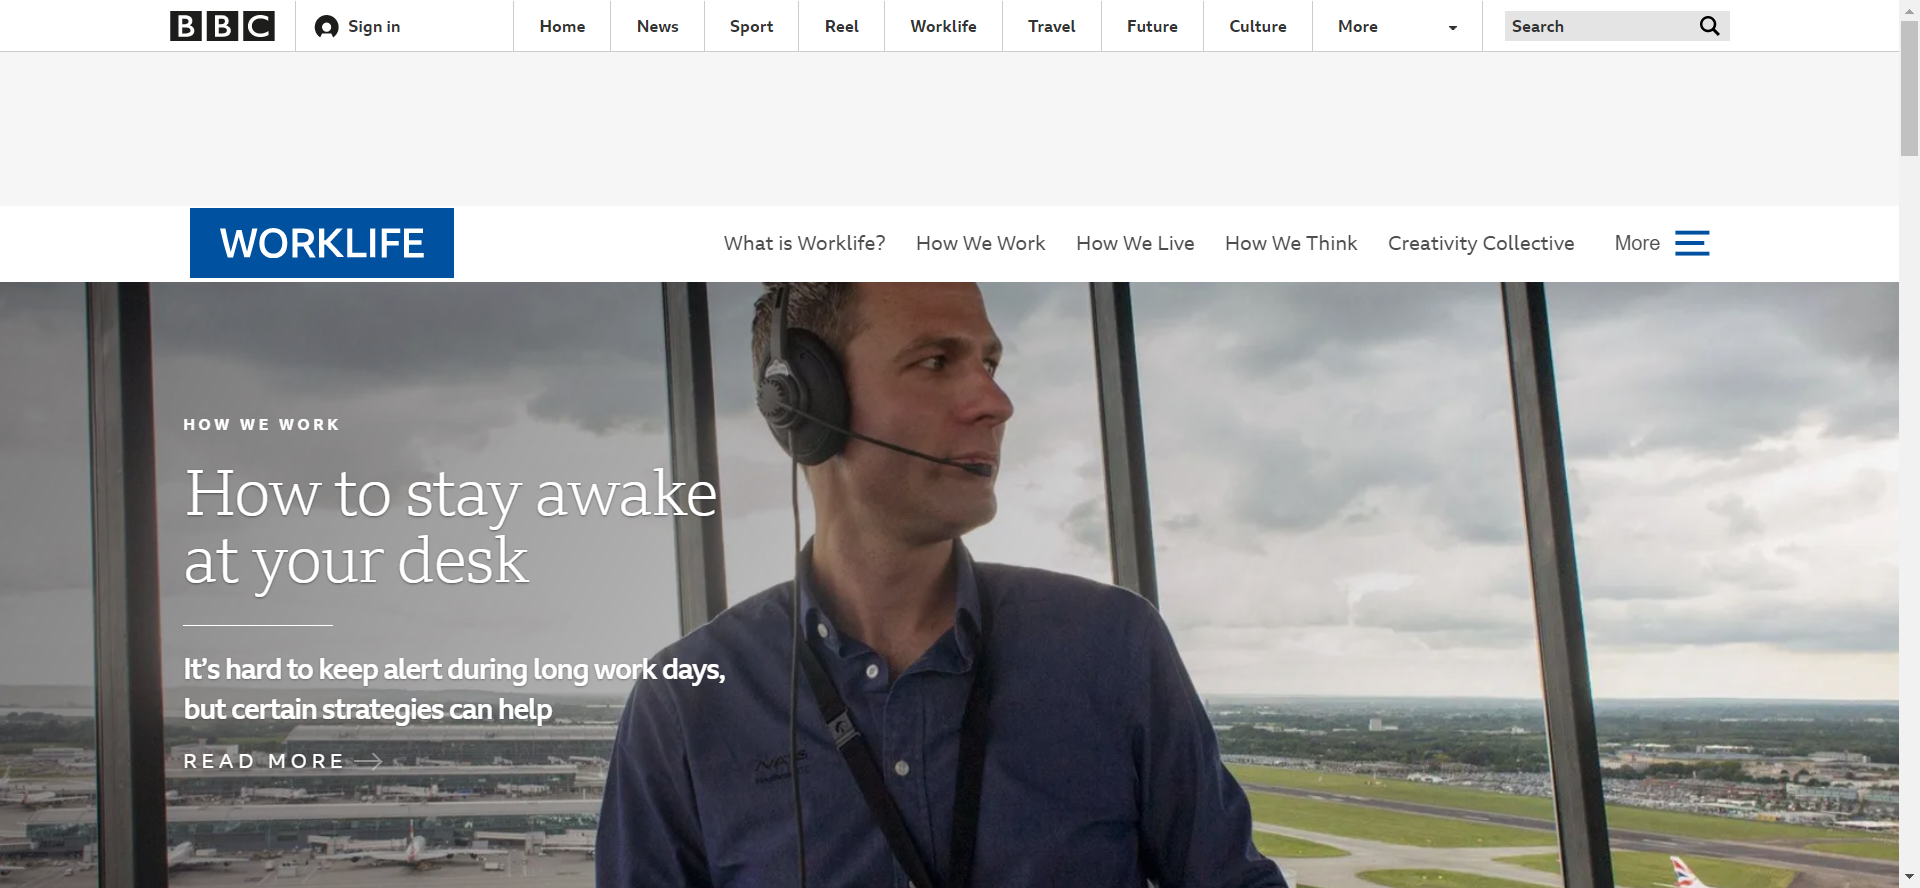 BBC
Sign in
Home
News
Sport
Reel
Worklife
Travel
Future
Culture
More
Search
WORKLIFE
What is Worklife?
How We Work
How We Live
How We Think
Creativity Collective
More
HOW WE WORK
How to stay awake
at your desk
It's hard to keep alert during long work days,
but certain strategies can help
READ MORE
NATS